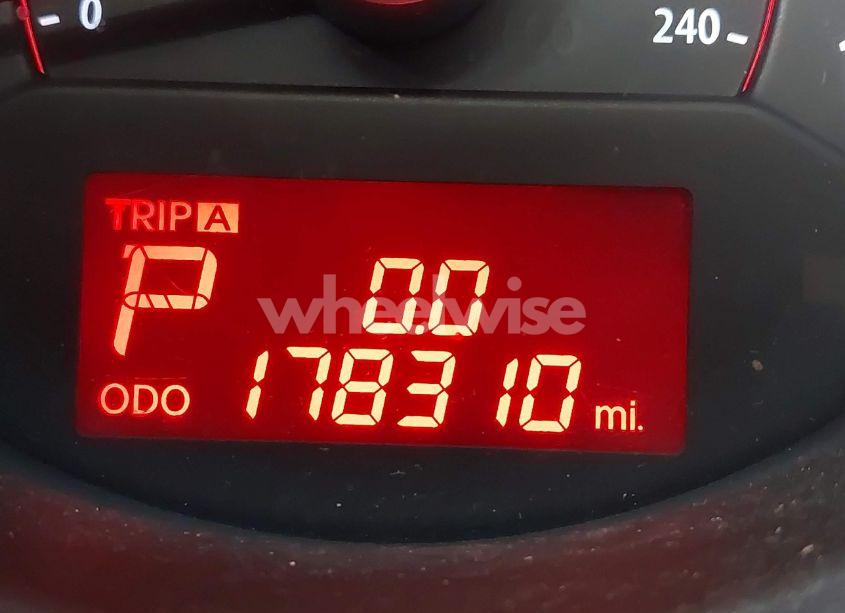 0 240
TRIP A
P 0.0
wheelwise
ODO 178310 mi.